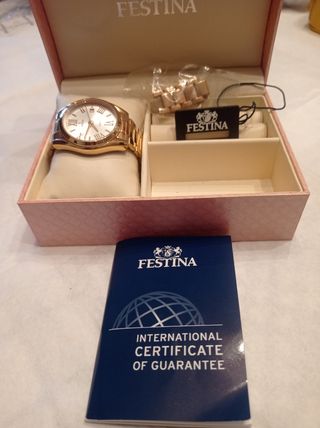 FESTINA
FESTINA
FESTINA
INTERNATIONAL
CERTIFICATE
OF GUARANTEE